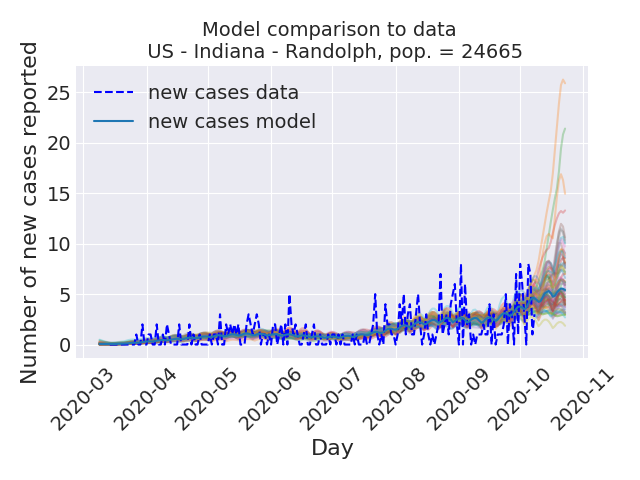 Model comparison to data
US - Indiana - Randolph, pop. = 24665
Number of new cases reported
25
20
15
10
5
0
new cases data
new cases model
2020-03
2020-04
2020-05
2020-06
2020-07
2020-08
2020-09
2020-10
2020-11
Day